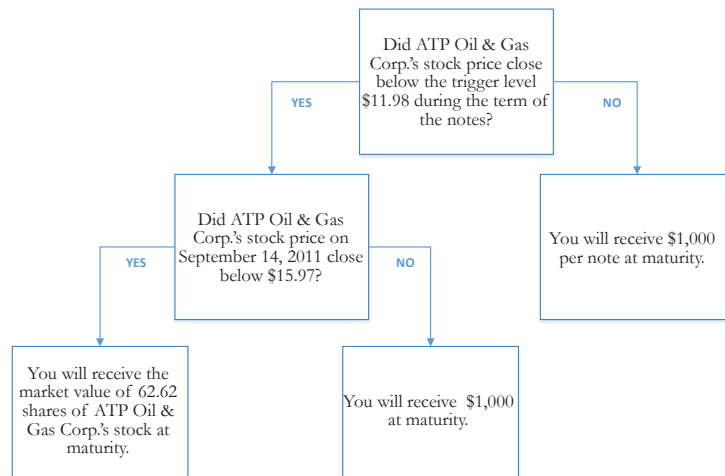 Did ATP Oil & Gas
Corp.'s stock price close
below the trigger level
$11.98 during the term of
the notes?
YES
NO
Did ATP Oil & Gas
Corp.'s stock price on
September 14, 2011 close
below $15.97?
You will receive $1,000
per note at maturity.
YES
NO
You will receive the
market value of 62.62
shares of ATP Oil &
Gas Corp.'s stock at
maturity.
You will receive $1,000
at maturity.